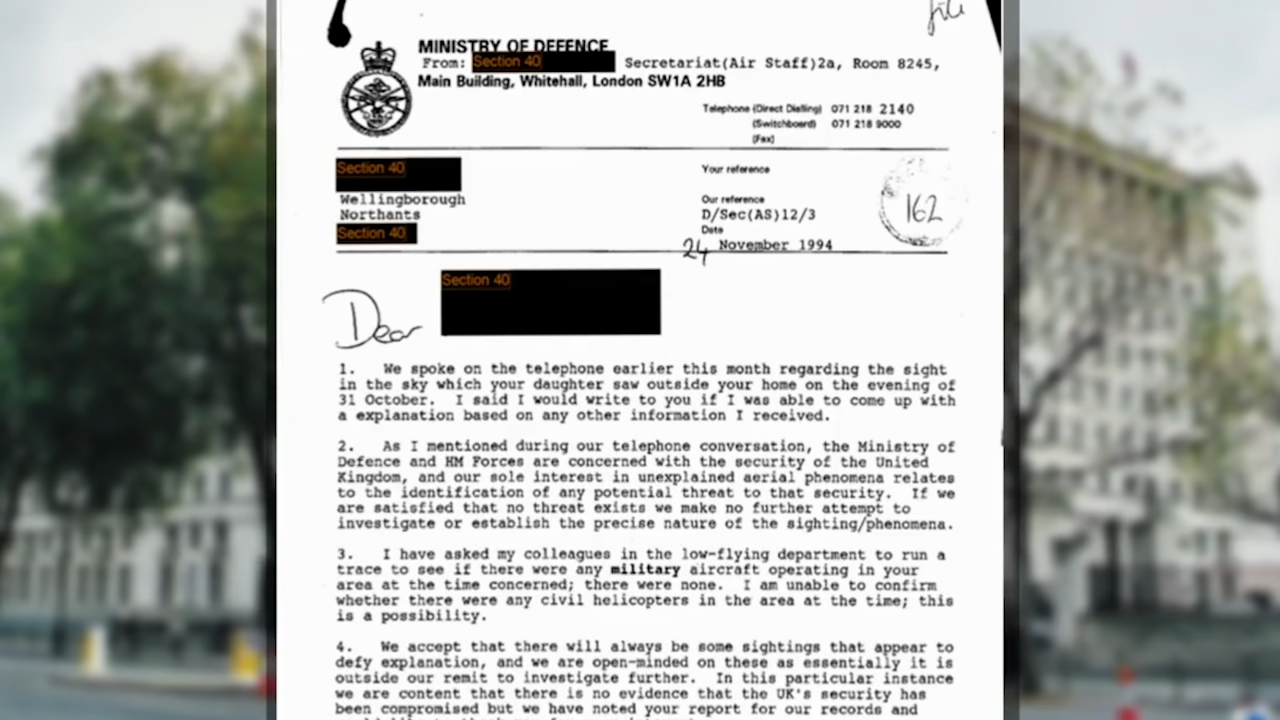 file
MINISTRY OF DEFENCE
From: Section 40 Secretariat(Air Staff)2a, Room 8245,
Main Building, Whitehall, London SW1A 2HB
Telephone (Direct Dialling) 071 218 2140
(Switchboard) 071 218 9000
(Fax)
Section 40
Wellingborough
Northants
Section 40
Your reference
Our reference
D/Sec(AS)12/3
Date
24 November 1994
162
Dear Section 40
1. We spoke on the telephone earlier this month regarding the sight
in the sky which your daughter saw outside your home on the evening of
31 October. I said I would write to you if I was able to come up with
a explanation based on any other information I received.
2. As I mentioned during our telephone conversation, the Ministry of
Defence and HM Forces are concerned with the security of the United
Kingdom, and our sole interest in unexplained aerial phenomena relates
to the identification of any potential threat to that security. If we
are satisfied that no threat exists we make no further attempt to
investigate or establish the precise nature of the sighting/phenomena.
3. I have asked my colleagues in the low-flying department to run a
trace to see if there were any military aircraft operating in your
area at the time concerned; there were none. I am unable to confirm
whether there were any civil helicopters in the area at the time; this
is a possibility.
4. We accept that there will always be some sightings that appear to
defy explanation, and we are open-minded on these as essentially it is
outside our remit to investigate further. In this particular instance
we are content that there is no evidence that the UK's security has
been compromised but we have noted your report for our records and